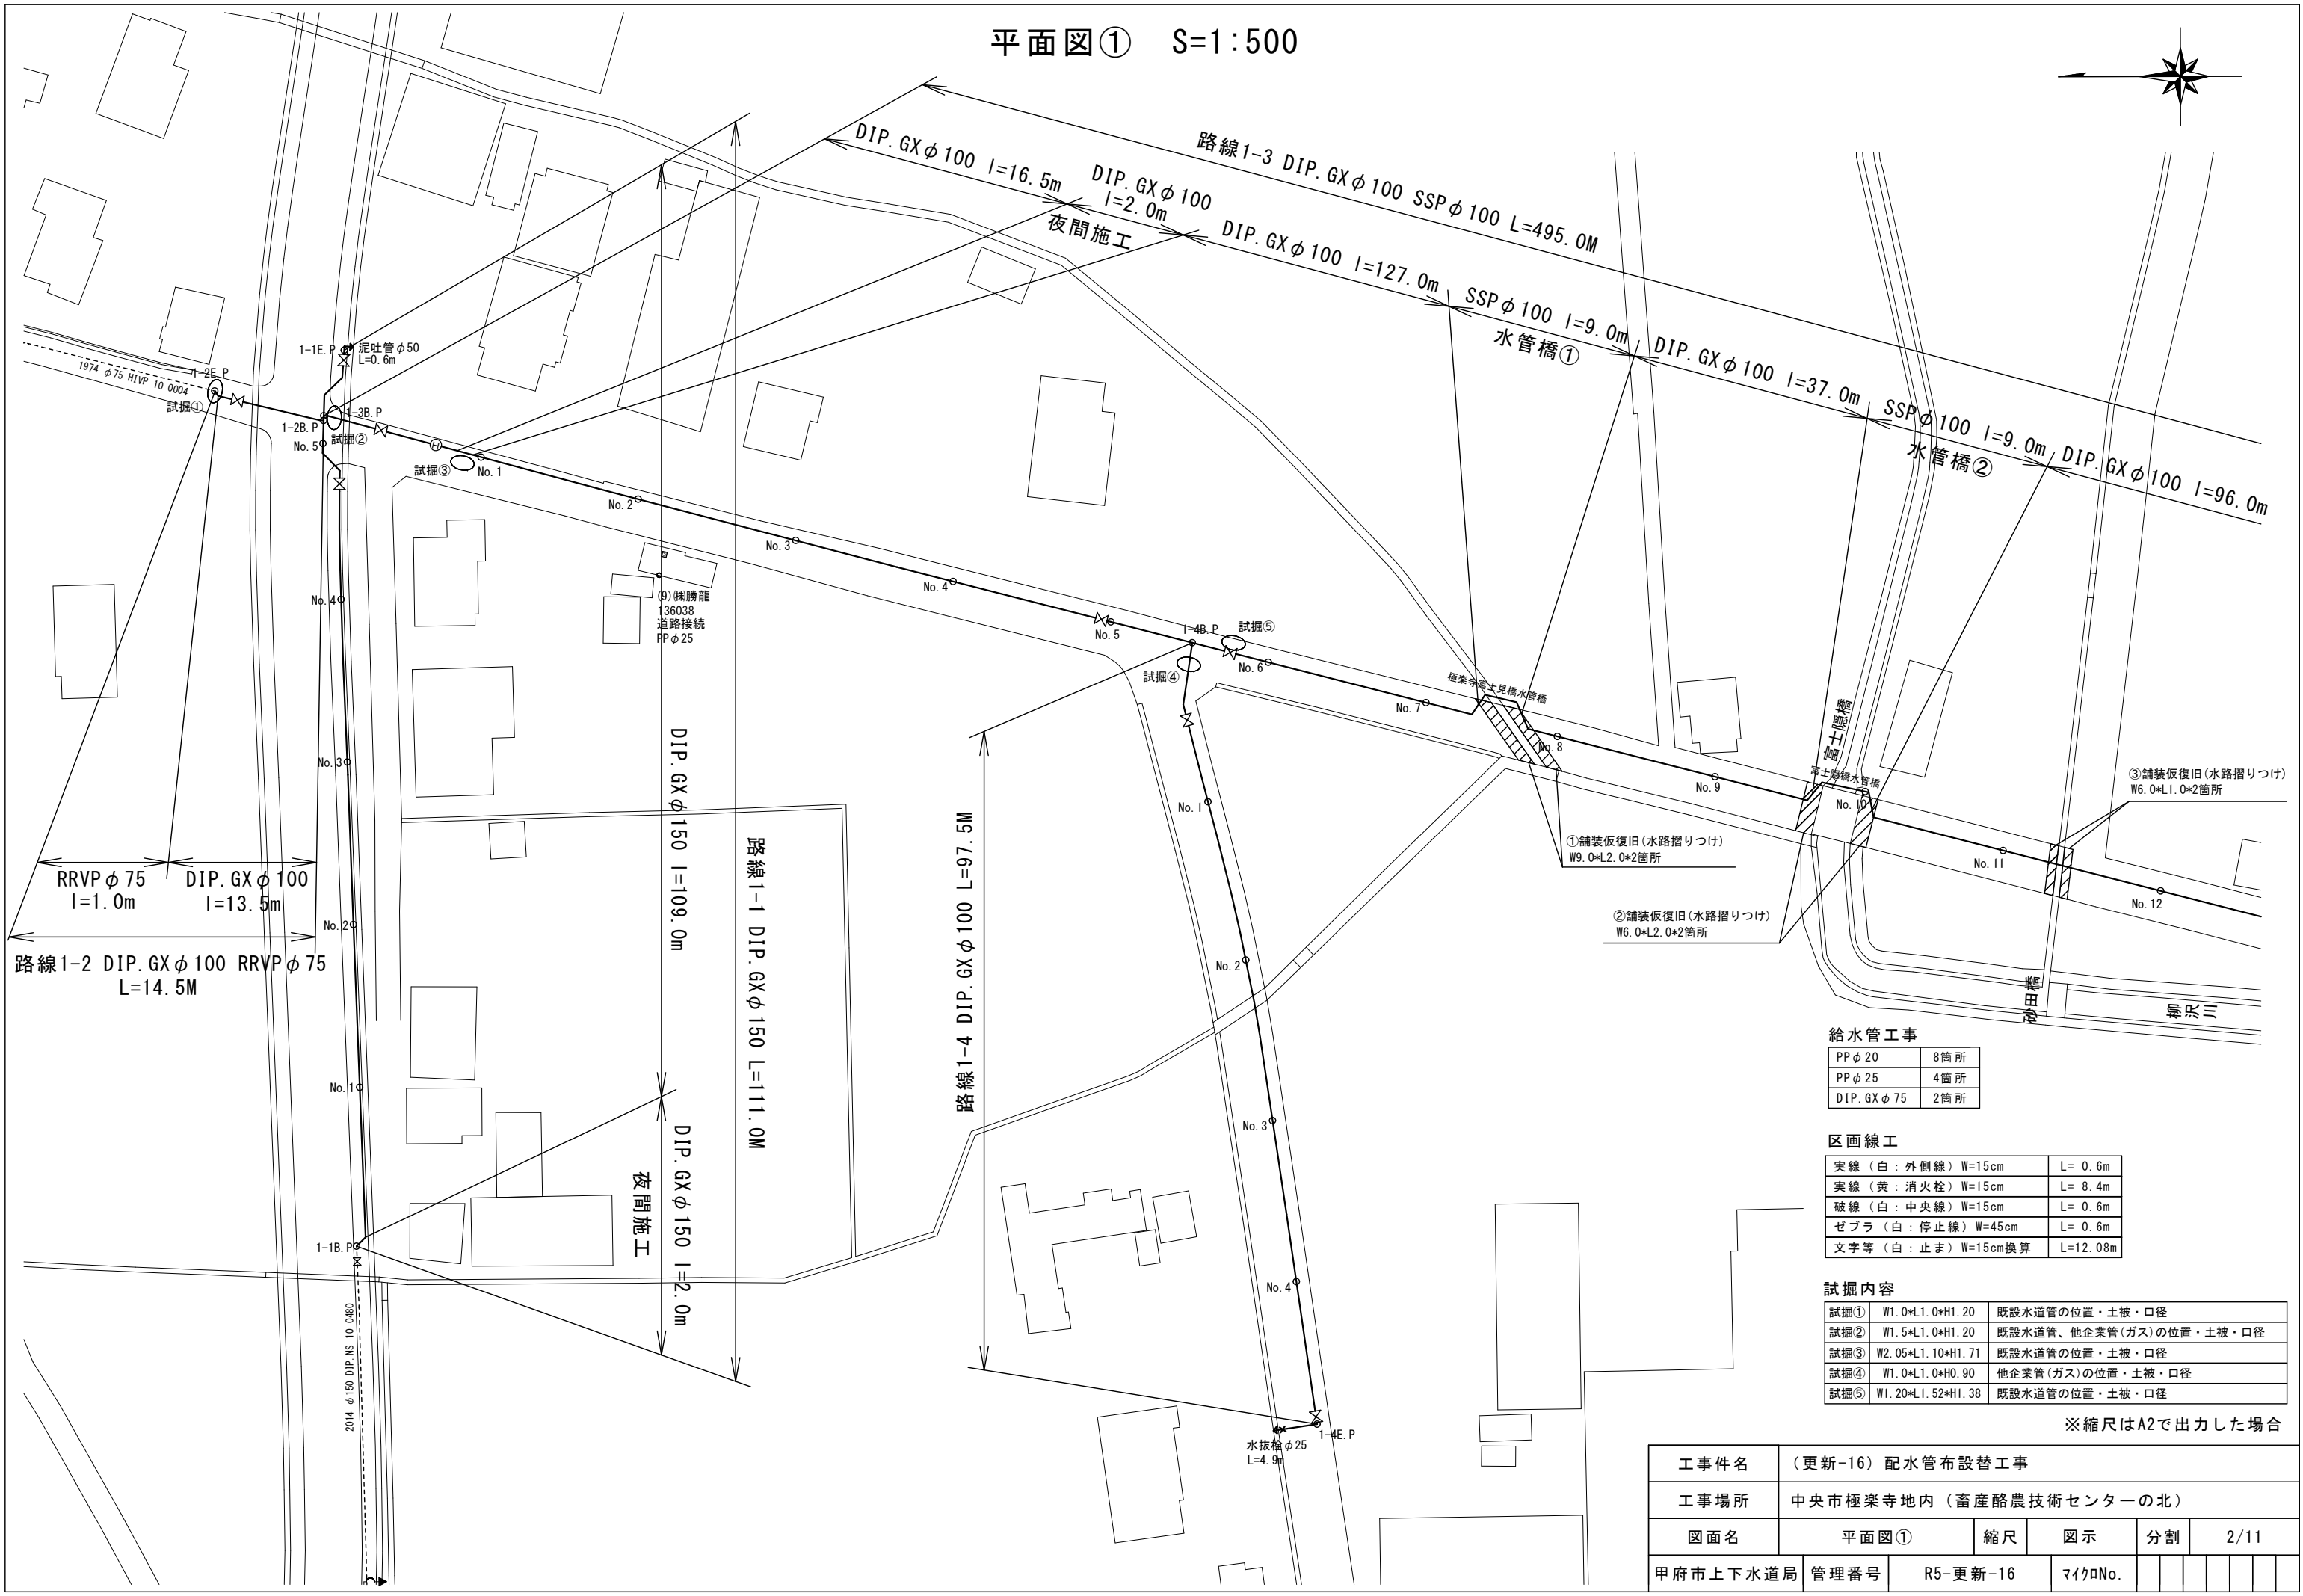 平面図① S=1:500
路線1-3 DIP.GXφ100 SSPφ100 L=495.0M
DIP.GXφ100 l=16.5m
DIP.GXφ100
l=2.0m
夜間施工
DIP.GXφ100 l=127.0m
SSPφ100 l=9.0m
水管橋①
DIP.GXφ100 l=37.0m
SSPφ100 l=9.0m
水管橋②
DIP.GXφ100 l=96.0m
1-1E.P
泥吐管φ50
L=0.6m
1974 φ75 HIVP 10 0004
1-2E.P
試掘①
1-3B.P
1-2B.P
試掘②
No.5
試掘③
No.1
No.2
No.3
No.4
No.5
1-4B.P
試掘⑤
No.6
試掘④
No.7
極楽寺富士見橋水管橋
No.8
No.9
富士隠橋
富士隠橋水管橋
No.10
No.11
No.12
⑼㈱勝龍
136038
道路接続
PPφ25
No.4
No.3
No.2
No.1
1-1B.P
2014 φ150 DIP.NS 10 0480
RRVPφ75
l=1.0m
DIP.GXφ100
l=13.5m
路線1-2 DIP.GXφ100 RRVPφ75
L=14.5M
DIP.GXφ150 l=109.0m
路線1-1 DIP.GXφ150 L=111.0M
DIP.GXφ150 l=2.0m
夜間施工
路線1-4 DIP.GXφ100 L=97.5M
No.1
No.2
No.3
No.4
1-4E.P
水抜栓φ25
L=4.9m
①舗装仮復旧(水路摺りつけ)
W9.0*L2.0*2箇所
②舗装仮復旧(水路摺りつけ)
W6.0*L2.0*2箇所
③舗装仮復旧(水路摺りつけ)
W6.0*L1.0*2箇所
砂田橋
柳沢川
給水管工事
PPφ20 8箇所
PPφ25 4箇所
DIP.GXφ75 2箇所
区画線工
実線（白：外側線）W=15cm L= 0.6m
実線（黄：消火栓）W=15cm L= 8.4m
破線（白：中央線）W=15cm L= 0.6m
ゼブラ（白：停止線）W=45cm L= 0.6m
文字等（白：止ま）W=15cm換算 L=12.08m
試掘内容
試掘① W1.0*L1.0*H1.20 既設水道管の位置・土被・口径
試掘② W1.5*L1.0*H1.20 既設水道管、他企業管(ガス)の位置・土被・口径
試掘③ W2.05*L1.10*H1.71 既設水道管の位置・土被・口径
試掘④ W1.0*L1.0*H0.90 他企業管(ガス)の位置・土被・口径
試掘⑤ W1.20*L1.52*H1.38 既設水道管の位置・土被・口径
※縮尺はA2で出力した場合
工事件名 （更新-16）配水管布設替工事
工事場所 中央市極楽寺地内（畜産酪農技術センターの北）
図面名 平面図① 縮尺 図示 分割 2/11
甲府市上下水道局 管理番号 R5-更新-16 ﾏｲｸﾛNo.